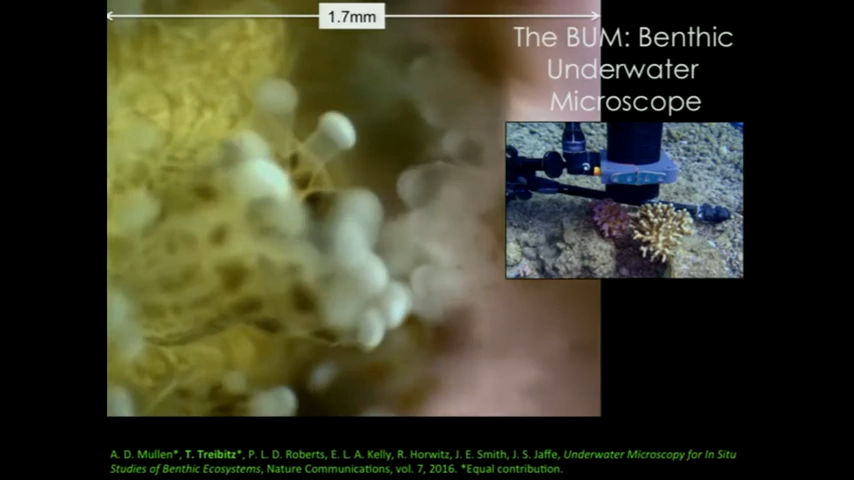 1.7mm
The BUM: Benthic
Underwater
Microscope
A. D. Mullen*, T. Treibitz*, P. L. D. Roberts, E. L. A. Kelly, R. Horwitz, J. E. Smith, J. S. Jaffe, Underwater Microscopy for In Situ
Studies of Benthic Ecosystems, Nature Communications, vol. 7, 2016. *Equal contribution.